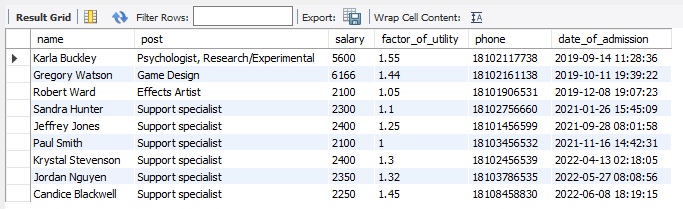 Result Grid Filter Rows: Export: Wrap Cell Content: IA
name post salary factor_of_utility phone date_of_admission
Karla Buckley Psychologist, Research/Experimental 5600 1.55 18102117738 2019-09-14 11:28:36
Gregory Watson Game Design 6166 1.44 18102161138 2019-10-11 19:39:22
Robert Ward Effects Artist 2100 1.05 18101906531 2019-12-08 19:07:23
Sandra Hunter Support specialist 2300 1.1 18102756660 2021-01-26 15:45:09
Jeffrey Jones Support specialist 2400 1.25 18101456599 2021-09-28 08:01:58
Paul Smith Support specialist 2100 1 18103456532 2021-11-16 14:42:31
Krystal Stevenson Support specialist 2400 1.3 18102456539 2022-04-13 02:18:05
Jordan Nguyen Support specialist 2350 1.32 18103786535 2022-05-27 08:08:56
Candice Blackwell Support specialist 2250 1.45 18108458830 2022-06-08 18:19:15